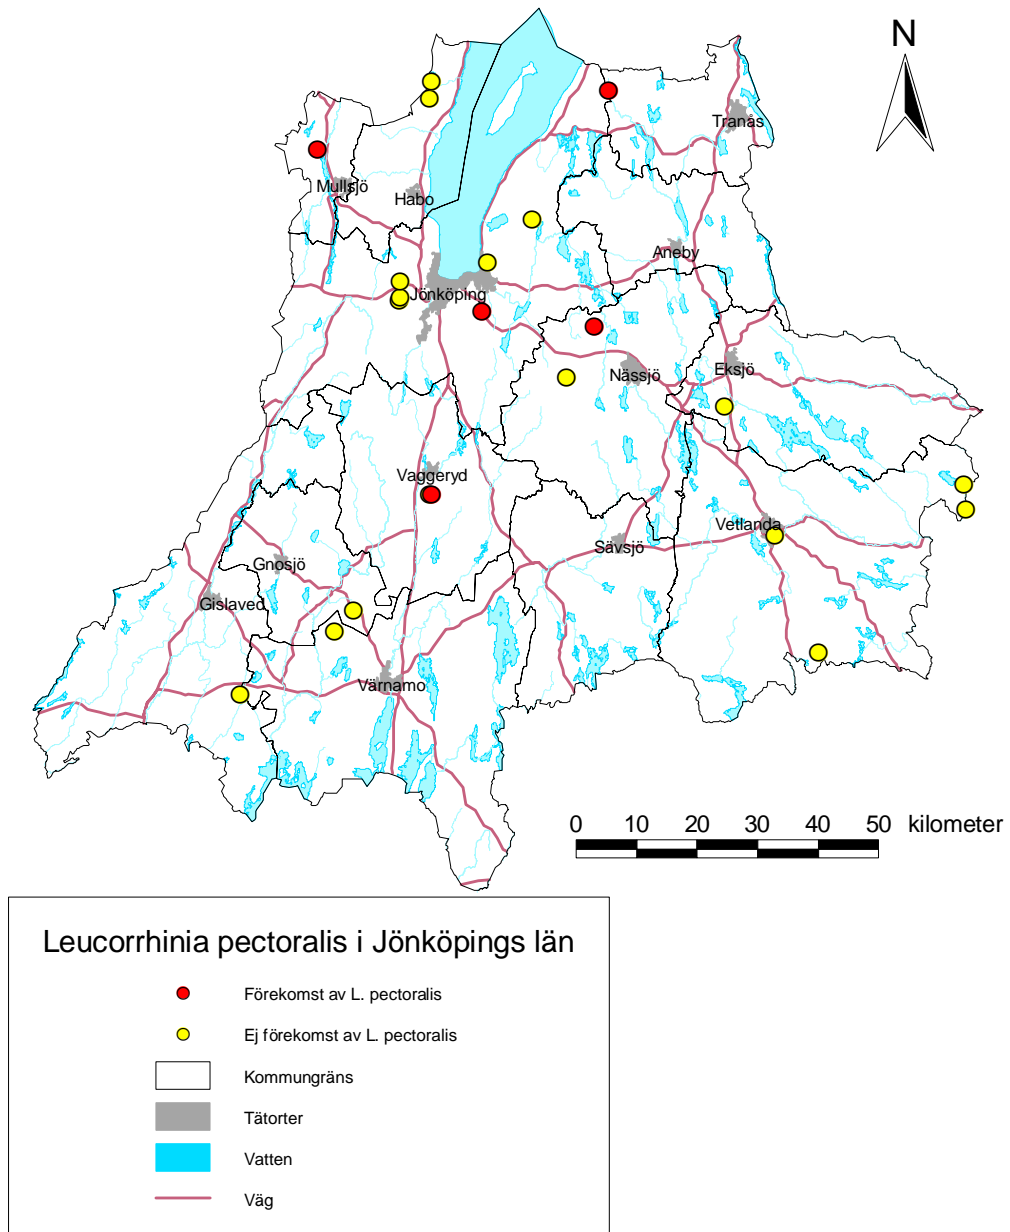 N
Tranås
Mullsjö
Habo
Aneby
Jönköping
Nässjö
Eksjö
Vaggeryd
Vetlanda
Sävsjö
Gnosjö
Gislaved
Värnamo
0 10 20 30 40 50 kilometer
Leucorrhinia pectoralis i Jönköpings län
Förekomst av L. pectoralis
Ej förekomst av L. pectoralis
Kommungräns
Tätorter
Vatten
Väg